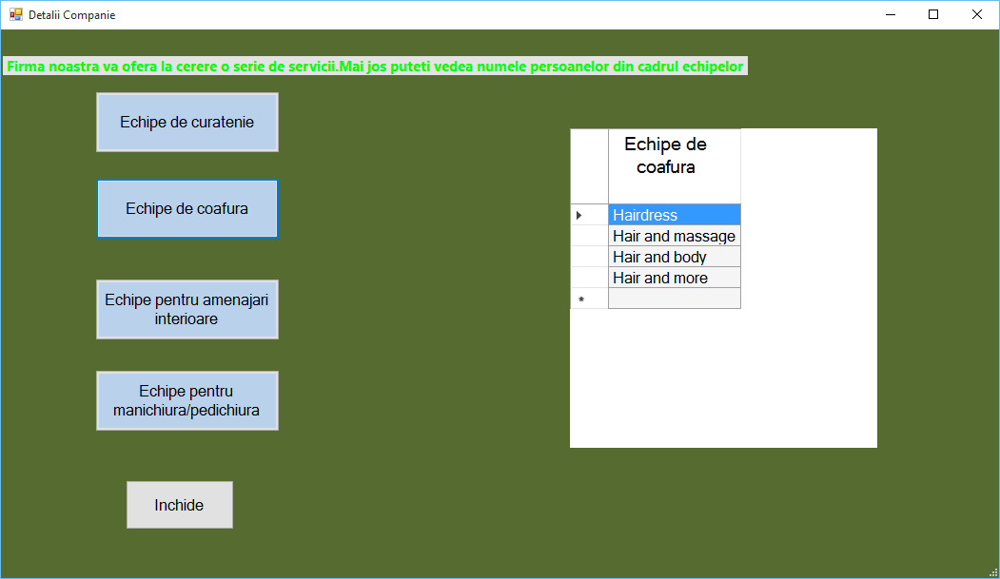 Detalii Companie
Firma noastra va ofera la cerere o serie de servicii.Mai jos puteti vedea numele persoanelor din cadrul echipelor
Echipe de curatenie
Echipe de coafura
Echipe pentru amenajari
interioare
Echipe pentru
manichiura/pedichiura
Inchide
Echipe de
coafura
Hairdress
Hair and massage
Hair and body
Hair and more
*